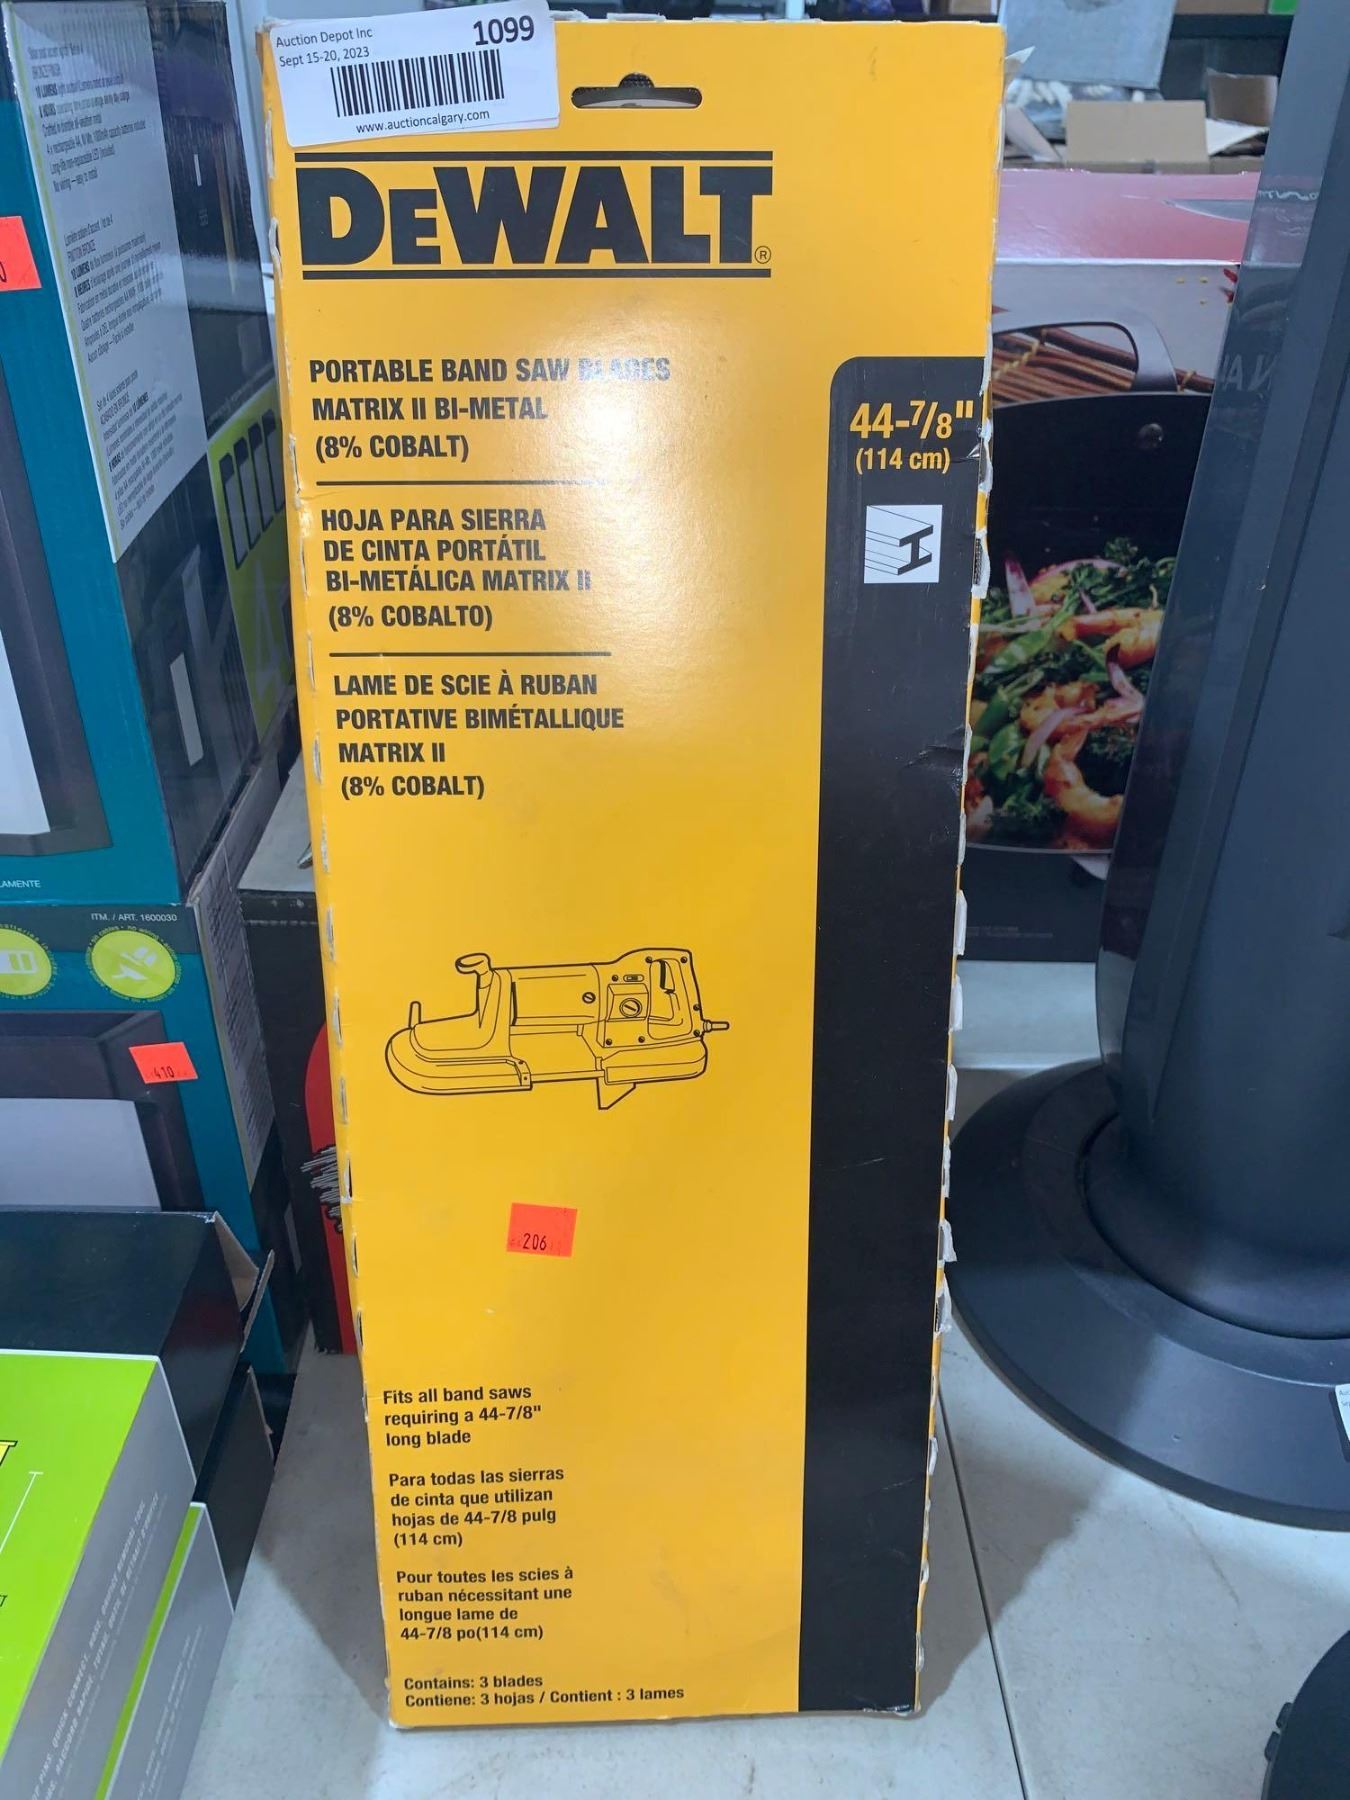 Auction Depot Inc
1099
Sept 15-20, 2023
www.auctioncalgary.com
DEWALT®
PORTABLE BAND SAW BLADES
MATRIX II BI-METAL
(8% COBALT)
HOJA PARA SIERRA
DE CINTA PORTÁTIL
BI-METÁLICA MATRIX II
(8% COBALTO)
LAME DE SCIE À RUBAN
PORTATIVE BIMÉTALLIQUE
MATRIX II
(8% COBALT)
44-7/8"
(114 cm)
206
Fits all band saws
requiring a 44-7/8"
long blade
Para todas las sierras
de cinta que utilizan
hojas de 44-7/8 pulg
(114 cm)
Pour toutes les scies à
ruban nécessitant une
longue lame de
44-7/8 po(114 cm)
Contains: 3 blades
Contiene: 3 hojas / Contient : 3 lames
ITM. / ART. 1600030
410